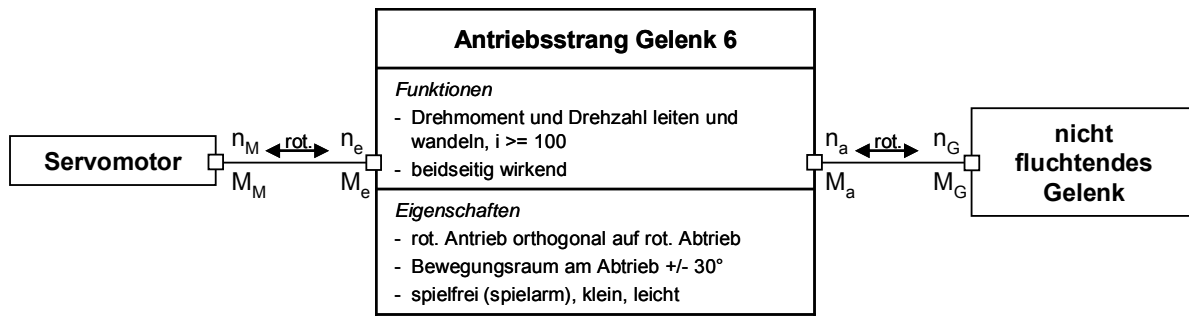 Antriebsstrang Gelenk 6
Funktionen
- Drehmoment und Drehzahl leiten und
wandeln, i >= 100
- beidseitig wirkend
Eigenschaften
- rot. Antrieb orthogonal auf rot. Abtrieb
- Bewegungsraum am Abtrieb +/- 30°
- spielfrei (spielarm), klein, leicht
Servomotor
n_M rot. n_e
M_M M_e
n_a rot. n_G
M_a M_G
nicht
fluchtendes
Gelenk